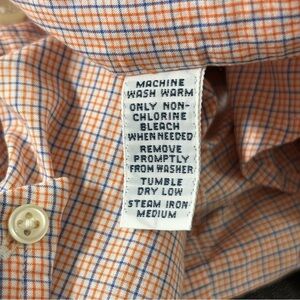 MACHINE
WASH WARM
ONLY NON-
CHLORINE
BLEACH
WHEN NEEDED
REMOVE
PROMPTLY
FROM WASHER
TUMBLE
DRY LOW
STEAM IRON
MEDIUM